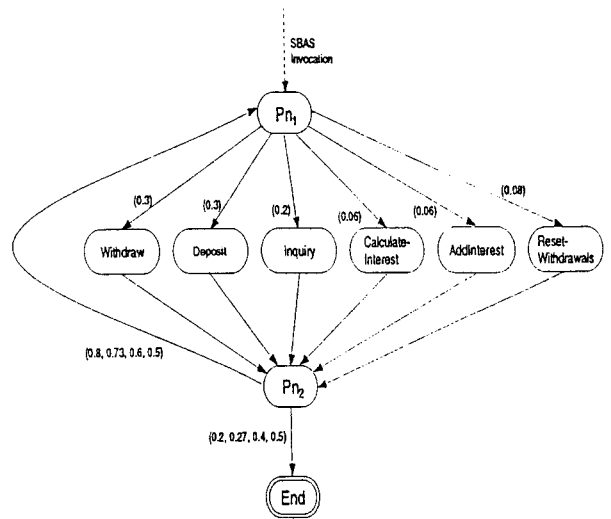 SBAS
Invocation
Pn1
(0.3)
(0.3)
(0.2)
(0.06)
(0.06)
(0.08)
Withdraw
Deposit
Inquiry
Calculate-
Interest
AddInterest
Reset-
Withdrawals
(0.8, 0.73, 0.6, 0.5)
Pn2
(0.2, 0.27, 0.4, 0.5)
End